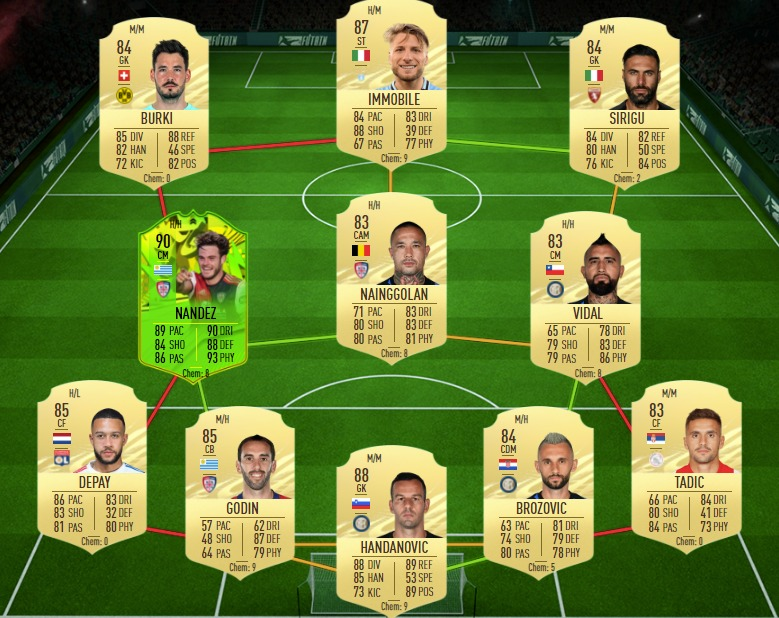 H/M
87
ST
IMMOBILE
84 PAC 83 DRI
88 SHO 39 DEF
67 PAS 77 PHY
Chem: 9
M/M
84
GK
BURKI
85 DIV 88 REF
82 HAN 46 SPE
72 KIC 82 POS
Chem: 0
M/M
84
GK
SIRIGU
84 DIV 82 REF
80 HAN 50 SPE
76 KIC 84 POS
Chem: 2
H/H
90
CM
NANDEZ
89 PAC 90 DRI
84 SHO 88 DEF
86 PAS 93 PHY
Chem: 8
H/H
83
CAM
NAINGGOLAN
71 PAC 83 DRI
80 SHO 83 DEF
80 PAS 81 PHY
Chem: 8
H/H
83
CM
VIDAL
65 PAC 78 DRI
79 SHO 83 DEF
79 PAS 86 PHY
Chem: 8
H/L
85
CF
DEPAY
86 PAC 83 DRI
83 SHO 32 DEF
81 PAS 80 PHY
Chem: 0
M/H
85
CB
GODIN
57 PAC 62 DRI
48 SHO 87 DEF
64 PAS 79 PHY
Chem: 9
M/M
88
GK
HANDANOVIC
88 DIV 89 REF
85 HAN 53 SPE
73 KIC 89 POS
Chem: 9
M/H
84
CDM
BROZOVIC
63 PAC 81 DRI
74 SHO 79 DEF
80 PAS 78 PHY
Chem: 5
M/M
83
CF
TADIC
66 PAC 84 DRI
80 SHO 41 DEF
84 PAS 73 PHY
Chem: 0